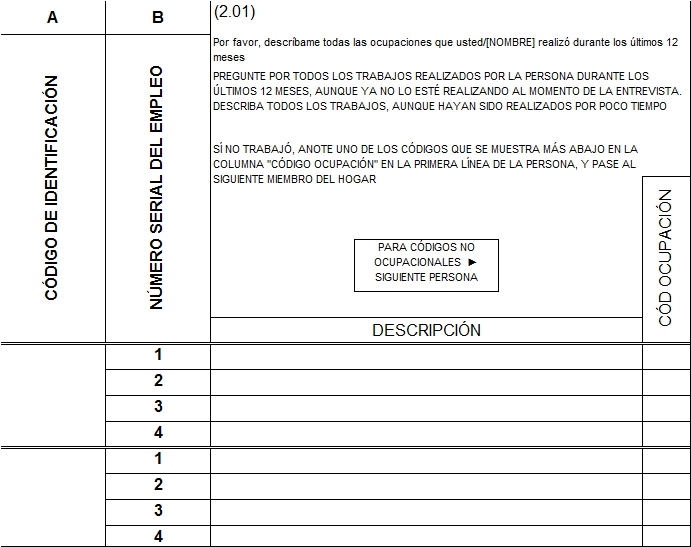 A
B
(2.01)
CÓDIGO DE IDENTIFICACIÓN
NÚMERO SERIAL DEL EMPLEO
Por favor, descríbame todas las ocupaciones que usted/[NOMBRE] realizó durante los últimos 12
meses
PREGUNTE POR TODOS LOS TRABAJOS REALIZADOS POR LA PERSONA DURANTE LOS
ÚLTIMOS 12 MESES, AUNQUE YA NO LO ESTÉ REALIZANDO AL MOMENTO DE LA ENTREVISTA.
DESCRIBA TODOS LOS TRABAJOS, AUNQUE HAYAN SIDO REALIZADOS POR POCO TIEMPO
SÍ NO TRABAJÓ, ANOTE UNO DE LOS CÓDIGOS QUE SE MUESTRA MÁS ABAJO EN LA
COLUMNA "CÓDIGO OCUPACIÓN" EN LA PRIMERA LÍNEA DE LA PERSONA, Y PASE AL
SIGUIENTE MIEMBRO DEL HOGAR
PARA CÓDIGOS NO
OCUPACIONALES ►
SIGUIENTE PERSONA
DESCRIPCIÓN
CÓD OCUPACIÓN
1
2
3
4
1
2
3
4